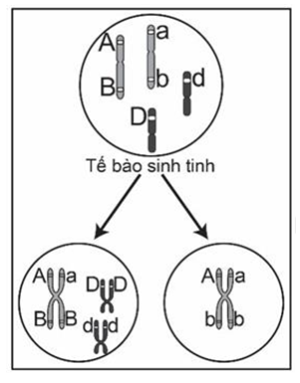 A a
B b d
D
Tế bào sinh tinh
A a D D
B B d d
A a
b b